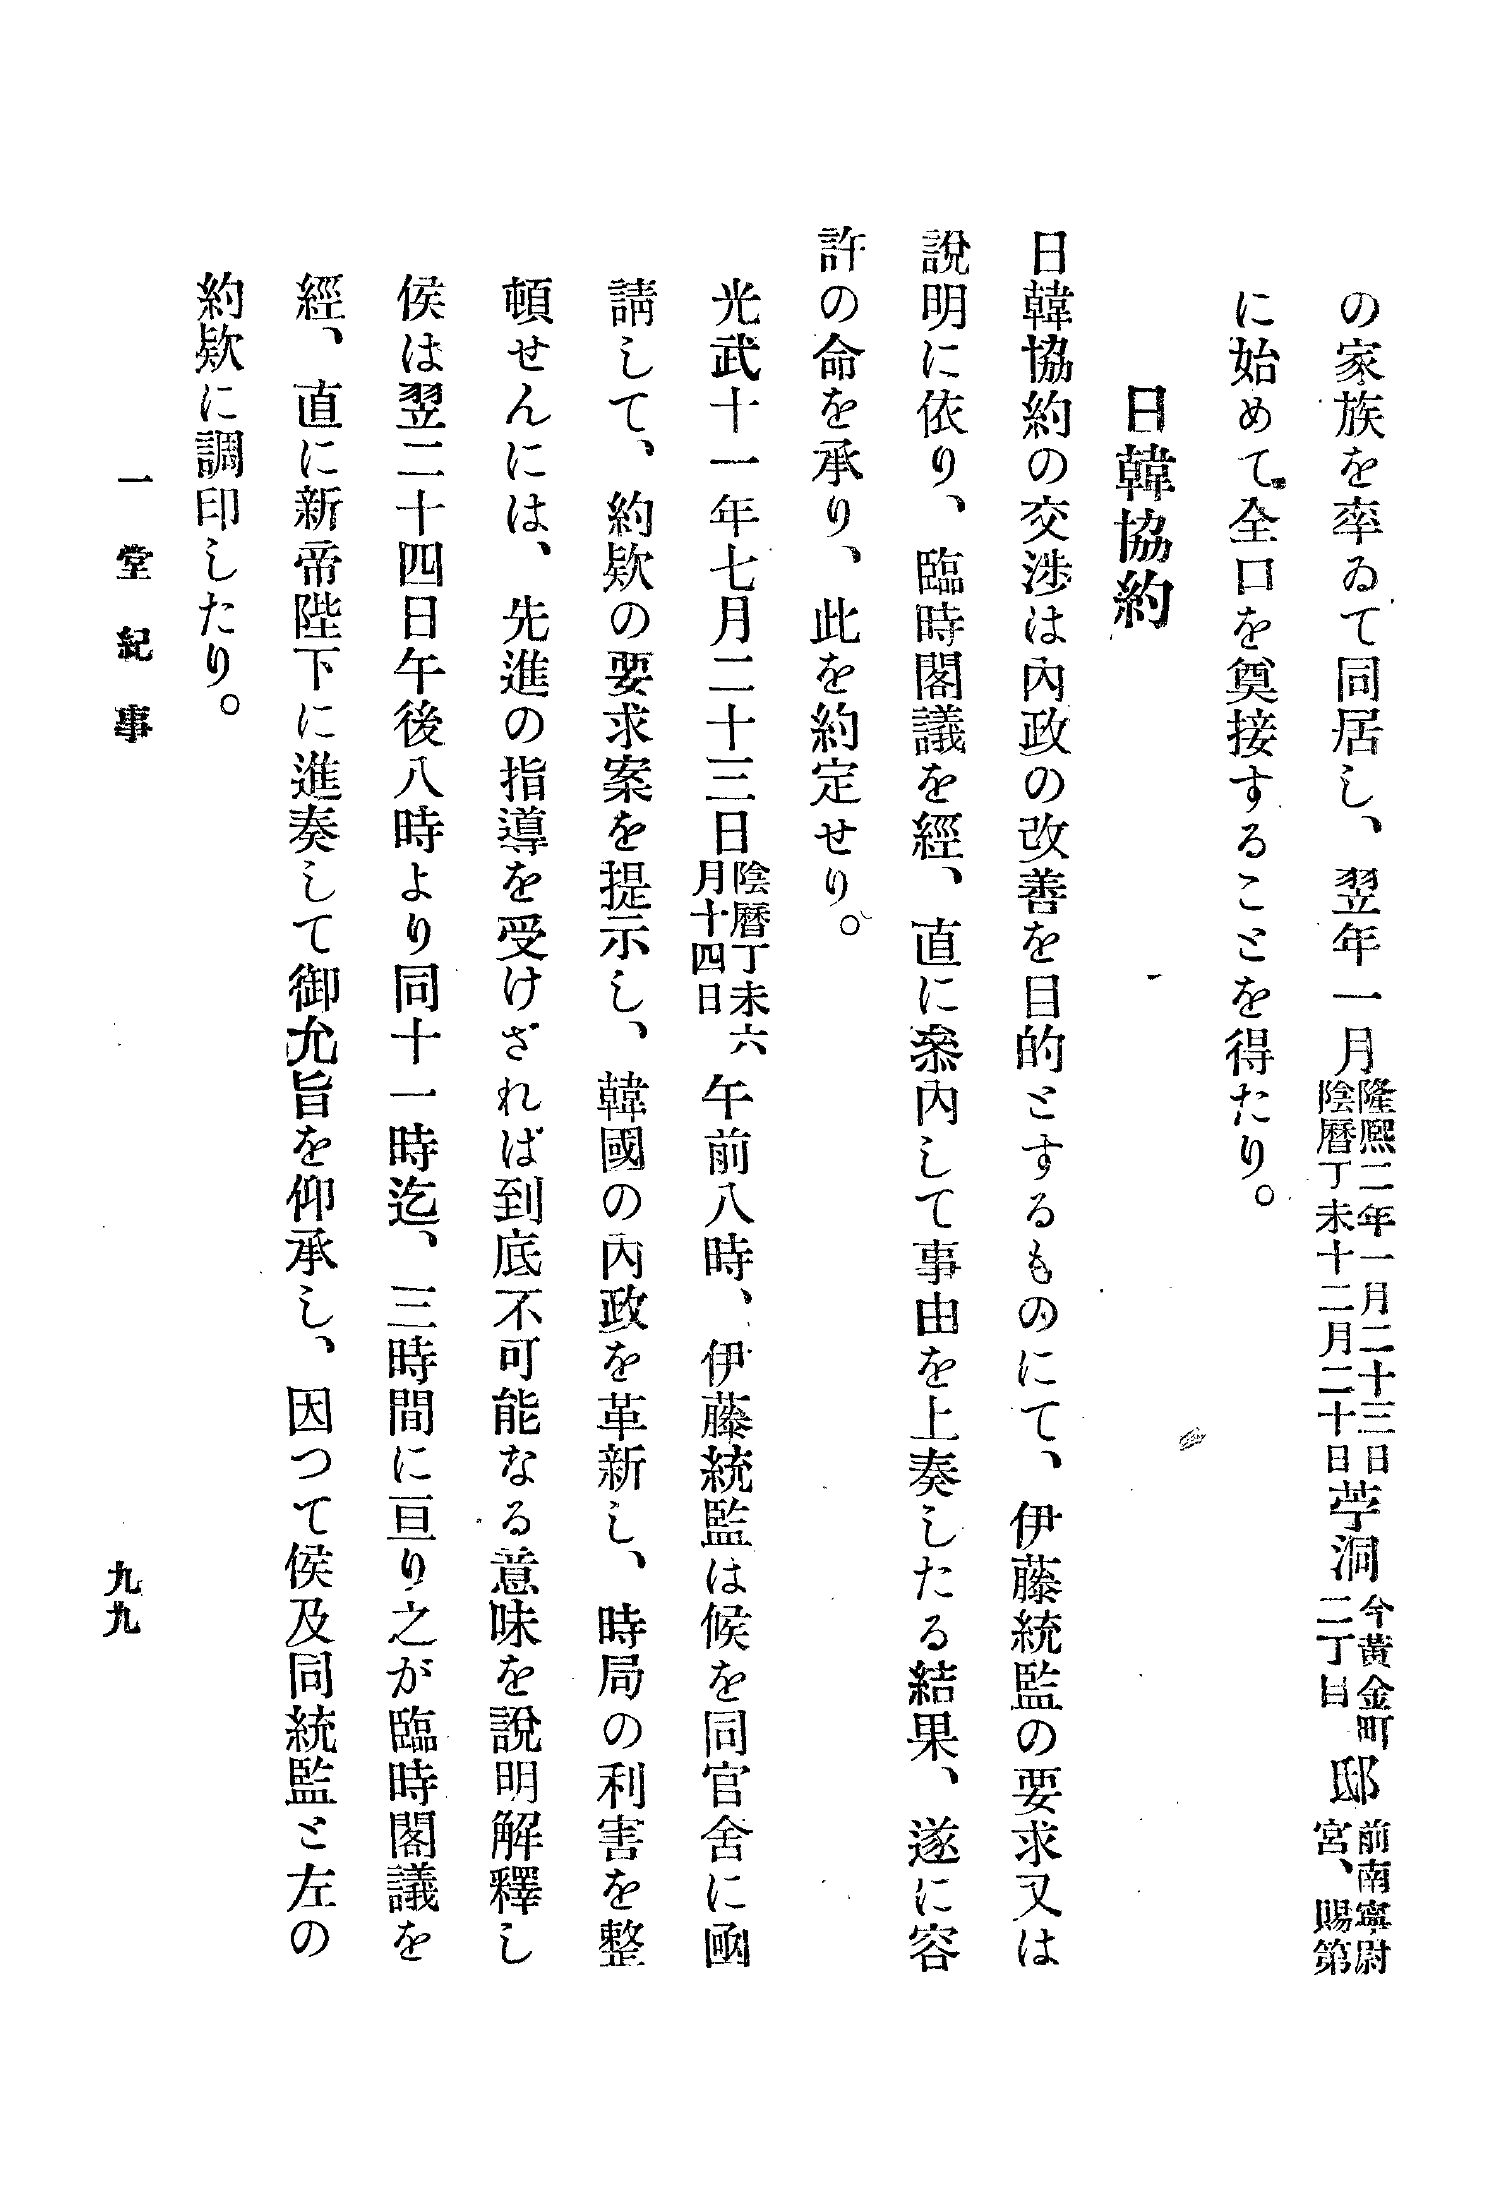 の家族を率ゐて同居し、翌年一月隆熙二年一月二十三日陰曆丁未十二月二十日苧洞今黃金町二丁目邸前南寧尉宮、賜第
に始めて全口を奠接することを得たり。
日韓協約
日韓協約の交涉は內政の改善を目的とするものにて、伊藤統監の要求又は
說明に依り、臨時閣議を經、直に叅內して事由を上奏したる結果、遂に容
許の命を承り、此を約定せり。
光武十一年七月二十三日陰曆丁未六月十四日午前八時、伊藤統監は候を同官舍に凾
請して、約欵の要求案を提示し、韓國の內政を革新し、時局の利害を整
頓せんには、先進の指導を受けざれば到底不可能なる意味を說明解釋し
侯は翌二十四日午後八時より同十一時迄、三時間に亘り之が臨時閣議を
經、直に新帝陛下に進奏して御允旨を仰承し、因つて侯及同統監と左の
約欵に調印したり。
一堂紀事
九九